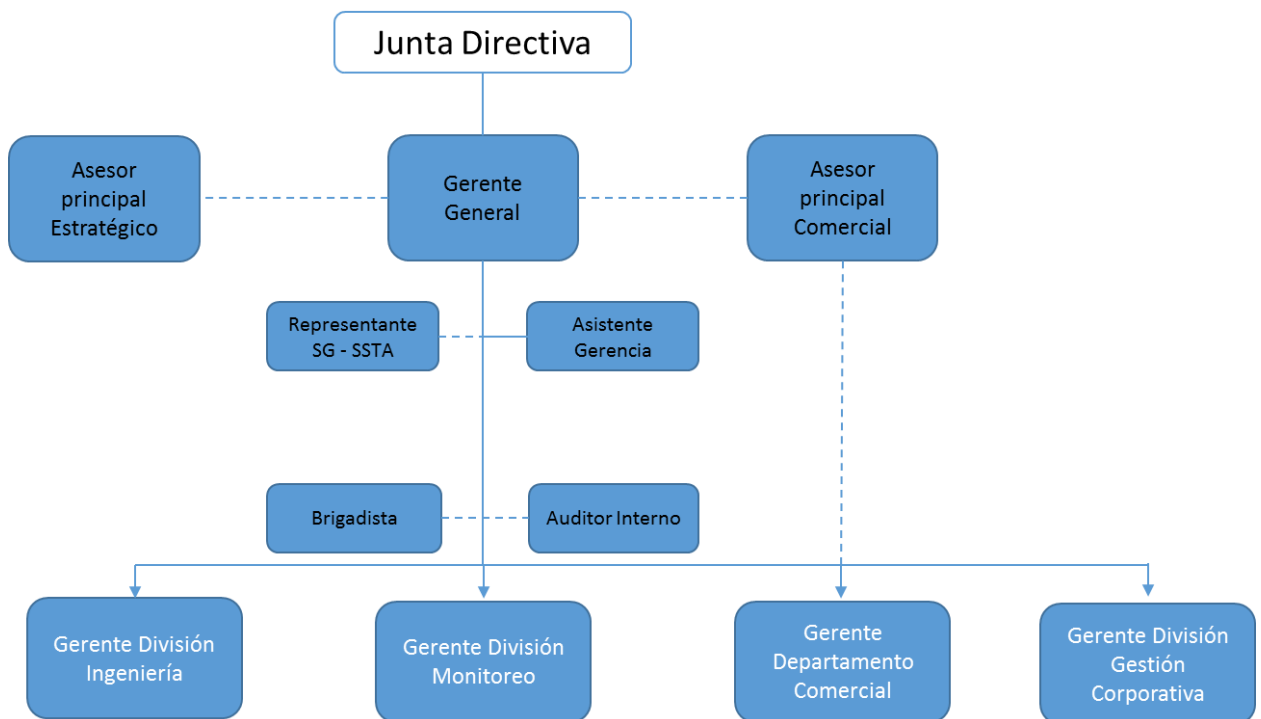 Junta Directiva
Asesor
principal
Estratégico
Gerente
General
Asesor
principal
Comercial
Representante
SG - SSTA
Asistente
Gerencia
Brigadista
Auditor Interno
Gerente División
Ingeniería
Gerente División
Monitoreo
Gerente
Departamento
Comercial
Gerente División
Gestión
Corporativa